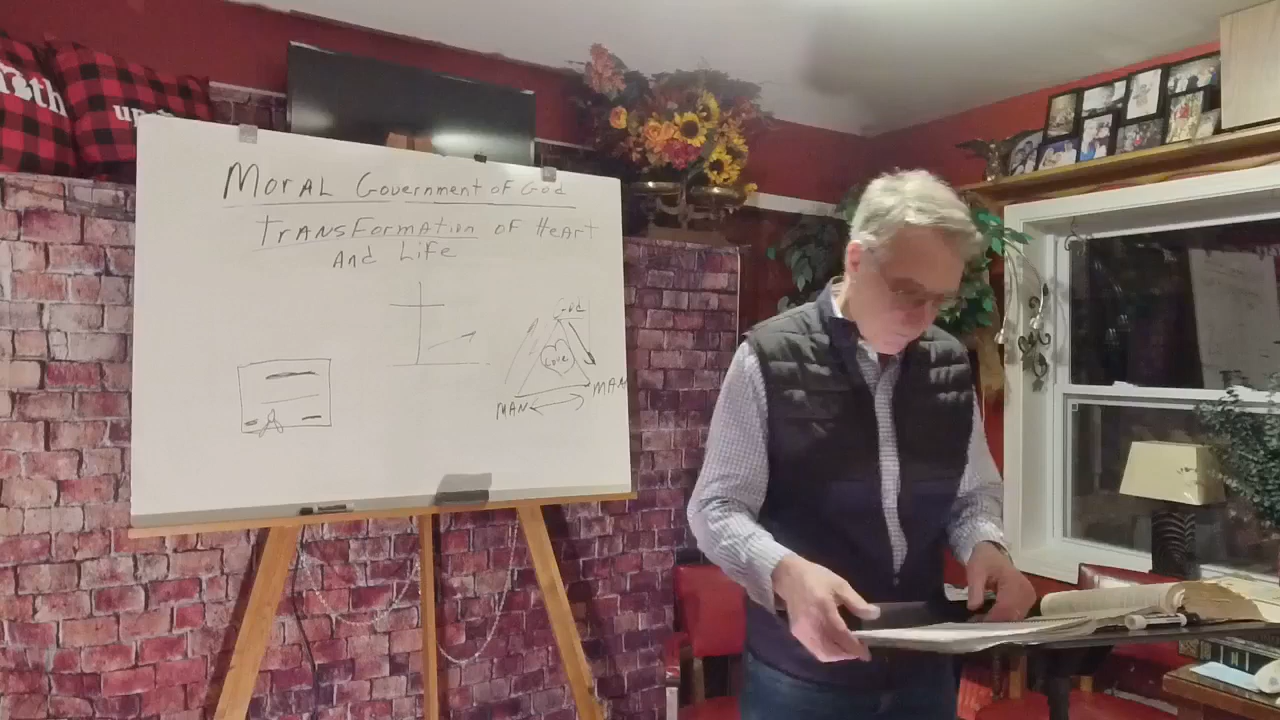 MORAL Government of God
TRANSFormATion of Heart
And Life
God
Love
MAN
MAN